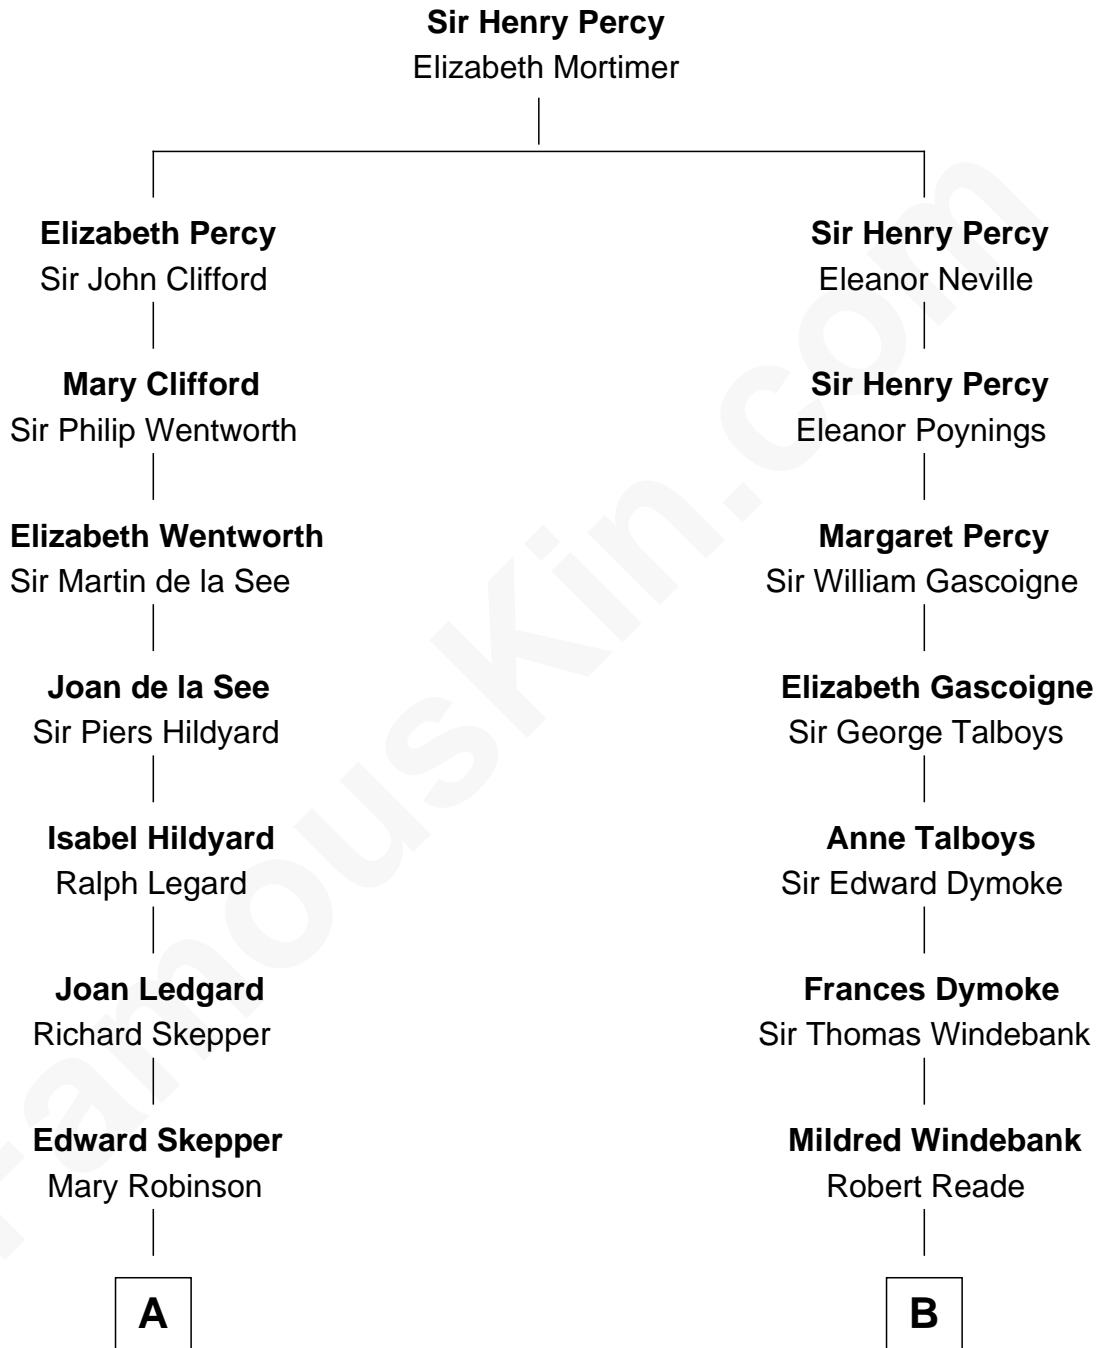 Sir Henry Percy
Elizabeth Mortimer
Elizabeth Percy
Sir John Clifford
Mary Clifford
Sir Philip Wentworth
Elizabeth Wentworth
Sir Martin de la See
Joan de la See
Sir Piers Hildyard
Isabel Hildyard
Ralph Legard
Joan Ledgard
Richard Skepper
Edward Skepper
Mary Robinson
A
Sir Henry Percy
Eleanor Neville
Sir Henry Percy
Eleanor Poynings
Margaret Percy
Sir William Gascoigne
Elizabeth Gascoigne
Sir George Talboys
Anne Talboys
Sir Edward Dymoke
Frances Dymoke
Sir Thomas Windebank
Mildred Windebank
Robert Reade
B
FamousKin.com